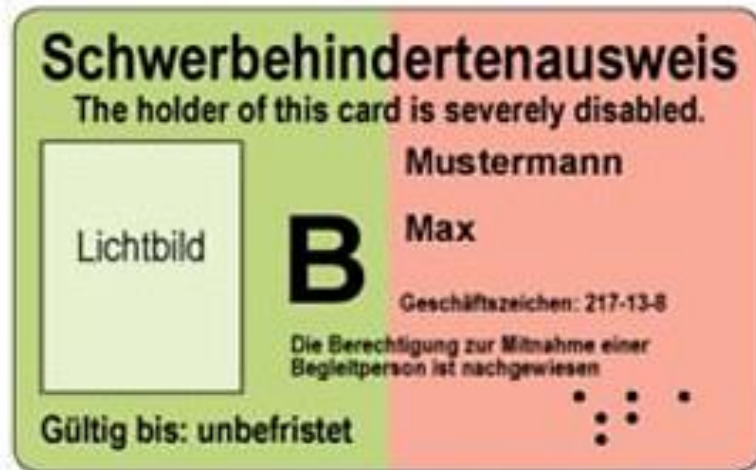 Schwerbehindertenausweis
The holder of this card is severely disabled.
Mustermann
Lichtbild
B
Max
Geschäftszeichen: 217-13-8
Die Berechtigung zur Mitnahme einer
Begleitperson ist nachgewiesen
Gültig bis: unbefristet